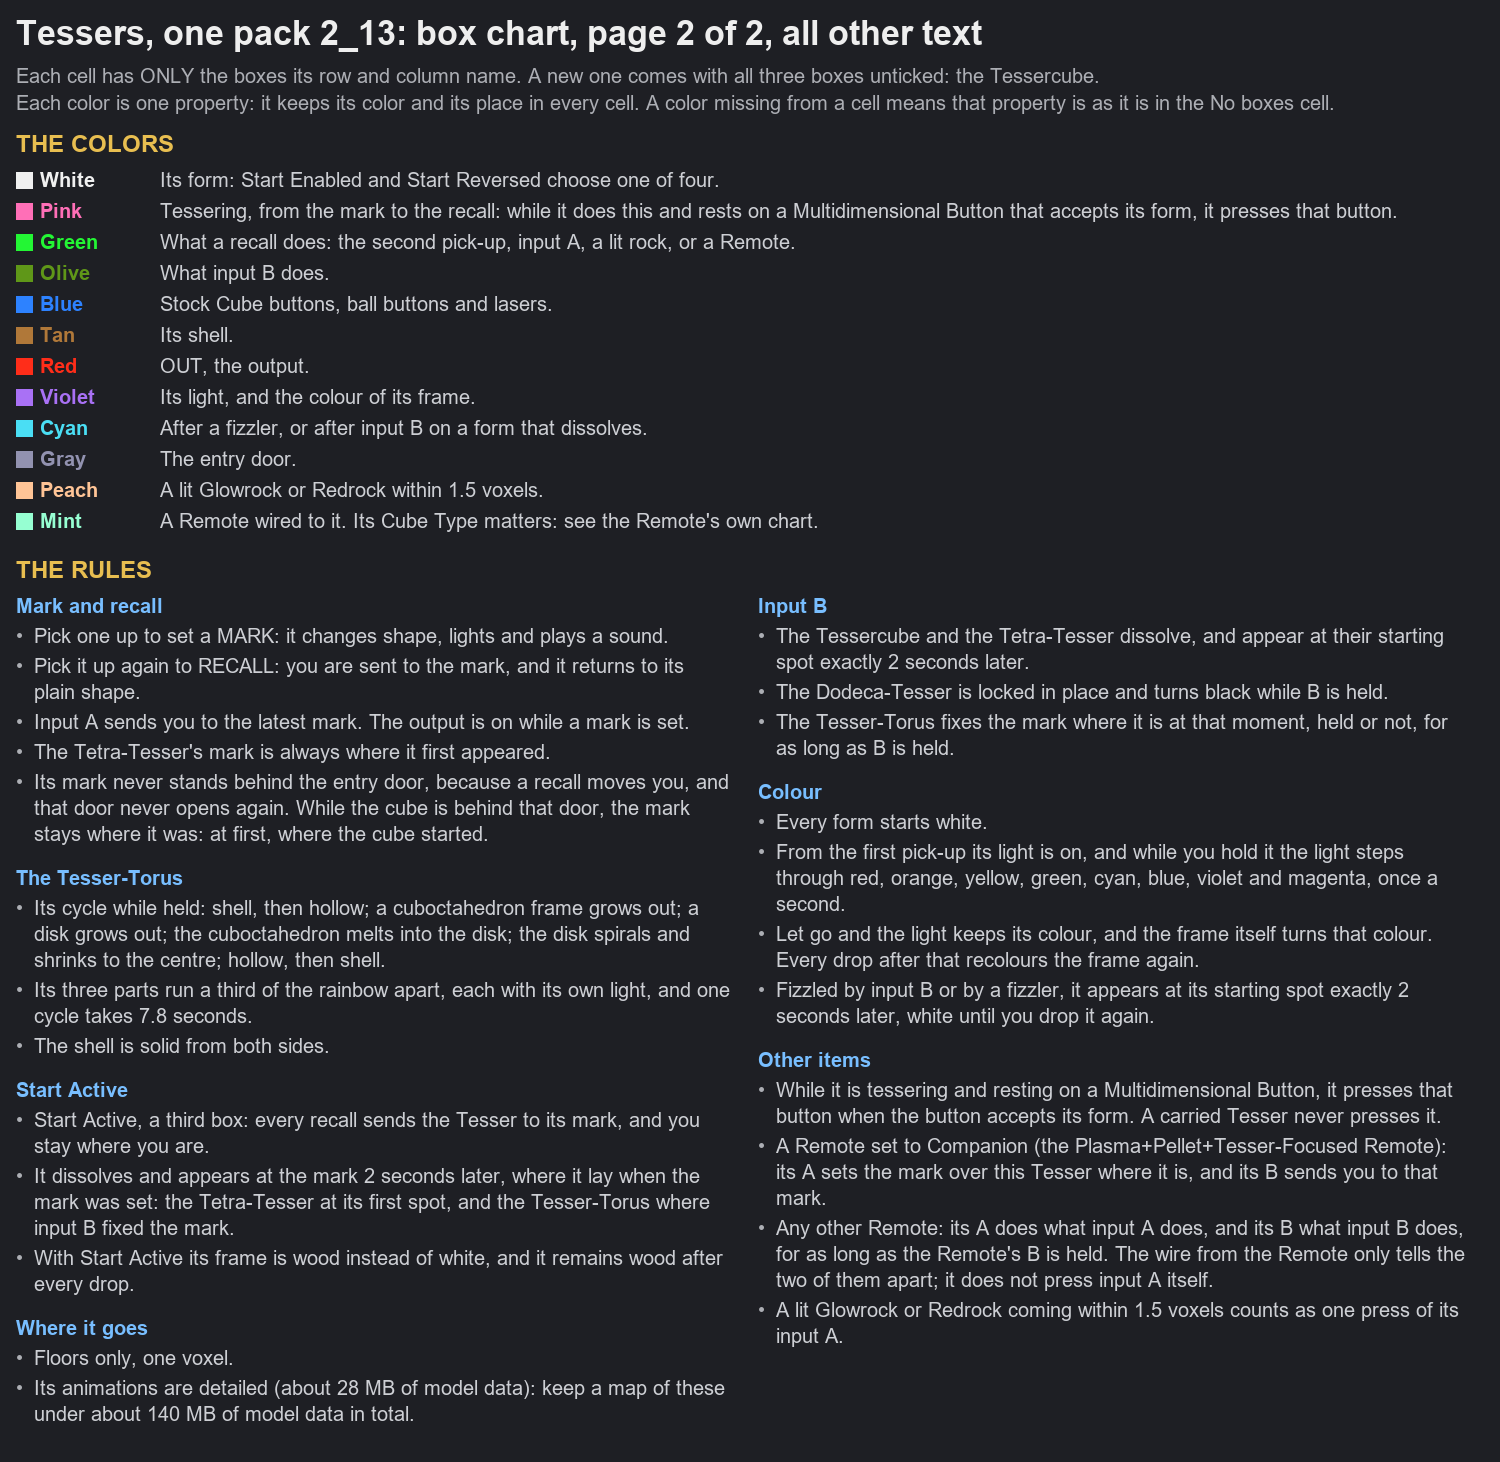 Tessers, one pack 2_13: box chart, page 2 of 2, all other text
Each cell has ONLY the boxes its row and column name. A new one comes with all three boxes unticked: the Tessercube.
Each color is one property: it keeps its color and its place in every cell. A color missing from a cell means that property is as it is in the No boxes cell.
THE COLORS
White Its form: Start Enabled and Start Reversed choose one of four.
Pink Tessering, from the mark to the recall: while it does this and rests on a Multidimensional Button that accepts its form, it presses that button.
Green What a recall does: the second pick-up, input A, a lit rock, or a Remote.
Olive What input B does.
Blue Stock Cube buttons, ball buttons and lasers.
Tan Its shell.
Red OUT, the output.
Violet Its light, and the colour of its frame.
Cyan After a fizzler, or after input B on a form that dissolves.
Gray The entry door.
Peach A lit Glowrock or Redrock within 1.5 voxels.
Mint A Remote wired to it. Its Cube Type matters: see the Remote's own chart.
THE RULES
Mark and recall
• Pick one up to set a MARK: it changes shape, lights and plays a sound.
• Pick it up again to RECALL: you are sent to the mark, and it returns to its
plain shape.
• Input A sends you to the latest mark. The output is on while a mark is set.
• The Tetra-Tesser's mark is always where it first appeared.
• Its mark never stands behind the entry door, because a recall moves you, and
that door never opens again. While the cube is behind that door, the mark
stays where it was: at first, where the cube started.
The Tesser-Torus
• Its cycle while held: shell, then hollow; a cuboctahedron frame grows out; a
disk grows out; the cuboctahedron melts into the disk; the disk spirals and
shrinks to the centre; hollow, then shell.
• Its three parts run a third of the rainbow apart, each with its own light, and one
cycle takes 7.8 seconds.
• The shell is solid from both sides.
Start Active
• Start Active, a third box: every recall sends the Tesser to its mark, and you
stay where you are.
• It dissolves and appears at the mark 2 seconds later, where it lay when the
mark was set: the Tetra-Tesser at its first spot, and the Tesser-Torus where
input B fixed the mark.
• With Start Active its frame is wood instead of white, and it remains wood after
every drop.
Where it goes
• Floors only, one voxel.
• Its animations are detailed (about 28 MB of model data): keep a map of these
under about 140 MB of model data in total.
Input B
• The Tessercube and the Tetra-Tesser dissolve, and appear at their starting
spot exactly 2 seconds later.
• The Dodeca-Tesser is locked in place and turns black while B is held.
• The Tesser-Torus fixes the mark where it is at that moment, held or not, for
as long as B is held.
Colour
• Every form starts white.
• From the first pick-up its light is on, and while you hold it the light steps
through red, orange, yellow, green, cyan, blue, violet and magenta, once a
second.
• Let go and the light keeps its colour, and the frame itself turns that colour.
Every drop after that recolours the frame again.
• Fizzled by input B or by a fizzler, it appears at its starting spot exactly 2
seconds later, white until you drop it again.
Other items
• While it is tessering and resting on a Multidimensional Button, it presses that
button when the button accepts its form. A carried Tesser never presses it.
• A Remote set to Companion (the Plasma+Pellet+Tesser-Focused Remote):
its A sets the mark over this Tesser where it is, and its B sends you to that
mark.
• Any other Remote: its A does what input A does, and its B what input B does,
for as long as the Remote's B is held. The wire from the Remote only tells the
two of them apart; it does not press input A itself.
• A lit Glowrock or Redrock coming within 1.5 voxels counts as one press of its
input A.